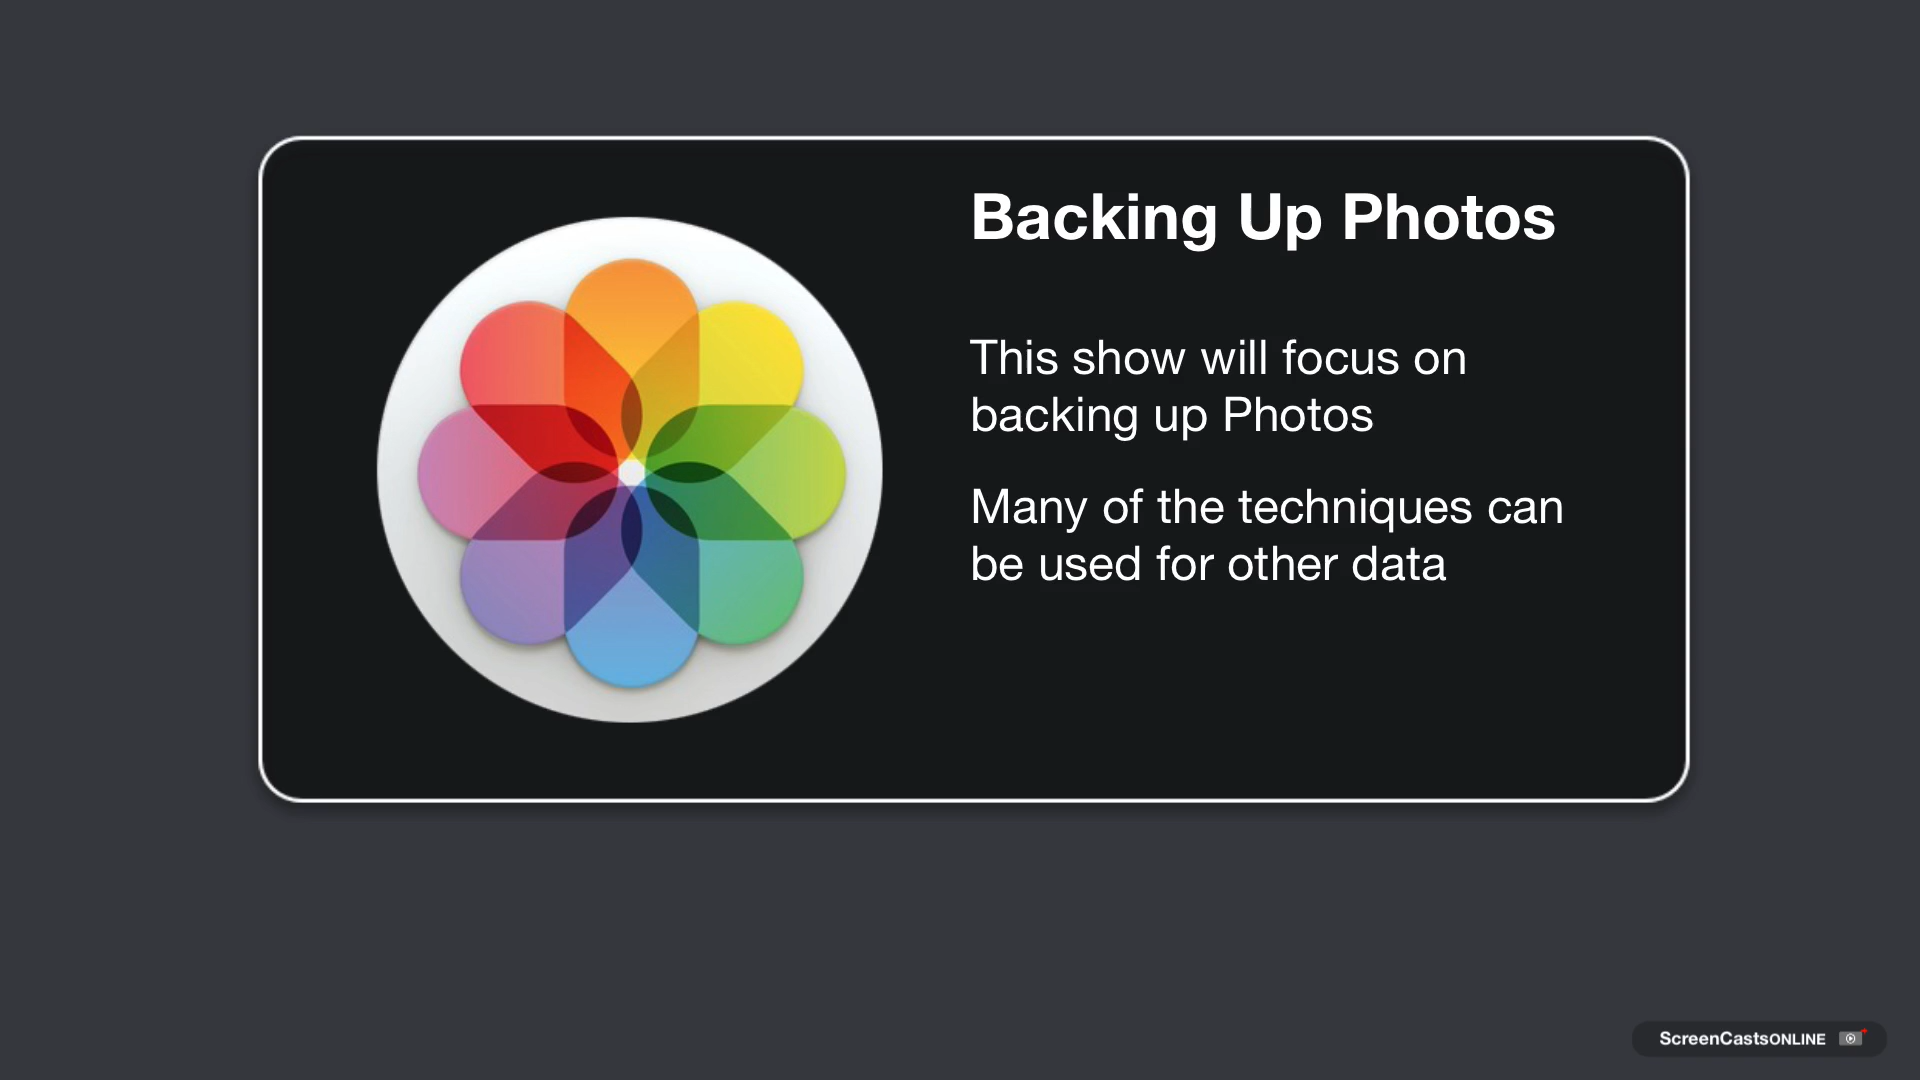 Backing Up Photos
This show will focus on
backing up Photos
Many of the techniques can
be used for other data
ScreenCastsONLINE